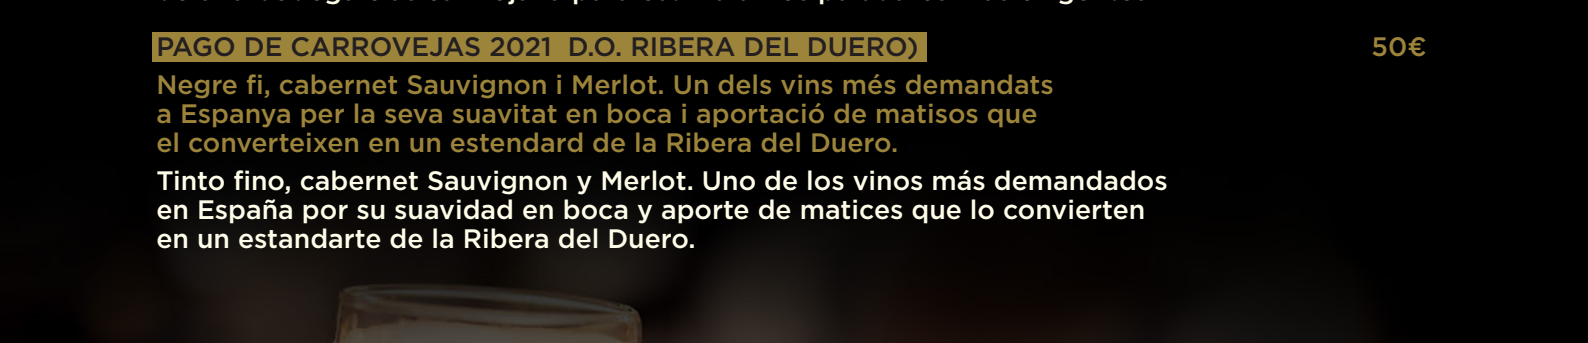 PAGO DE CARROVEJAS 2021 D.O. RIBERA DEL DUERO) 50€
Negre fi, cabernet Sauvignon i Merlot. Un dels vins més demandats
a Espanya per la seva suavitat en boca i aportació de matisos que
el converteixen en un estendard de la Ribera del Duero.
Tinto fino, cabernet Sauvignon y Merlot. Uno de los vinos más demandados
en España por su suavidad en boca y aporte de matices que lo convierten
en un estandarte de la Ribera del Duero.